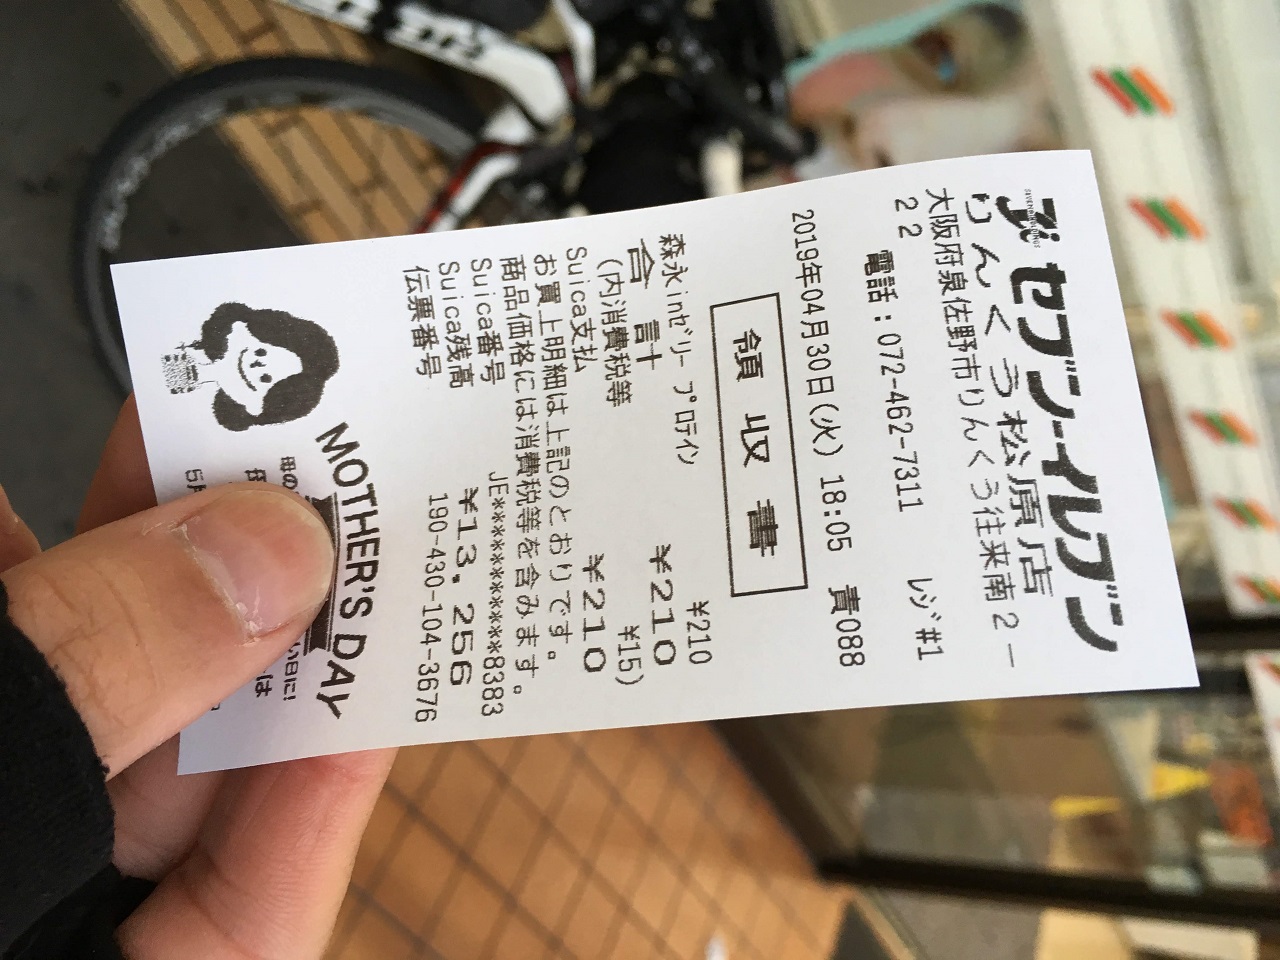 セブン-イレブン
りんくう松原店
大阪府泉佐野市りんくう往来南2-
22
電話:072-462-7311 レジ#1
2019年04月30日(火) 18:05 責088
領収書
森永inゼリー プロテイン ¥210
合計 ¥210
(内消費税等 ¥15)
Suica支払 ¥210
お買上明細は上記のとおりです。
商品価格には消費税等を含みます。
Suica番号 JE*************8383
Suica残高 ¥13,256
伝票番号 190-430-104-3676
MOTHER'S DAY
母の